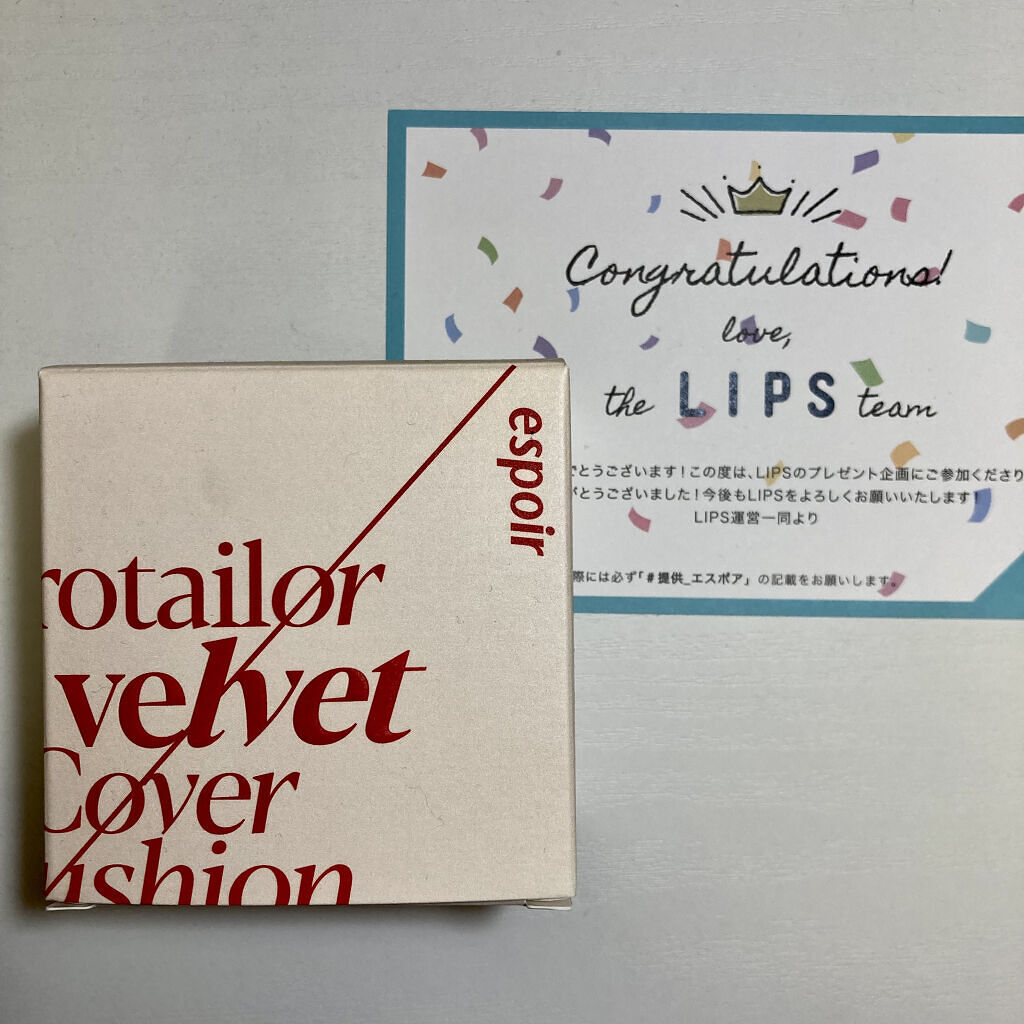 espoir
rotailor
velvet
Cover
ushion
Congratulations!
love,
the LIPS team
とうございます！この度は、LIPSのプレゼント企画にご参加くださり
とうございました！今後もLIPSをよろしくお願いいたします！
LIPS運営一同より
際には必ず「#提供_エスポア」の記載をお願いします。